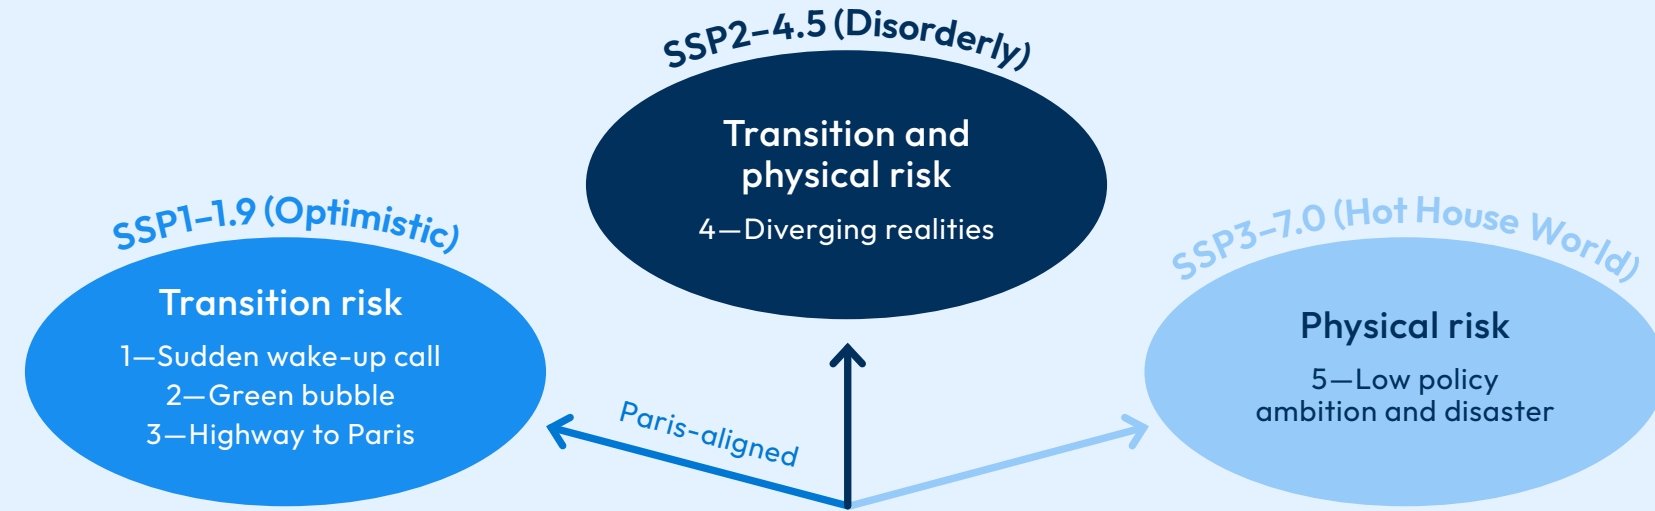 SSP2–4.5 (Disorderly)
Transition and
physical risk
4—Diverging realities
SSP1–1.9 (Optimistic)
Transition risk
1—Sudden wake-up call
2—Green bubble
3—Highway to Paris
SSP3–7.0 (Hot House World)
Physical risk
5—Low policy
ambition and disaster
Paris-aligned